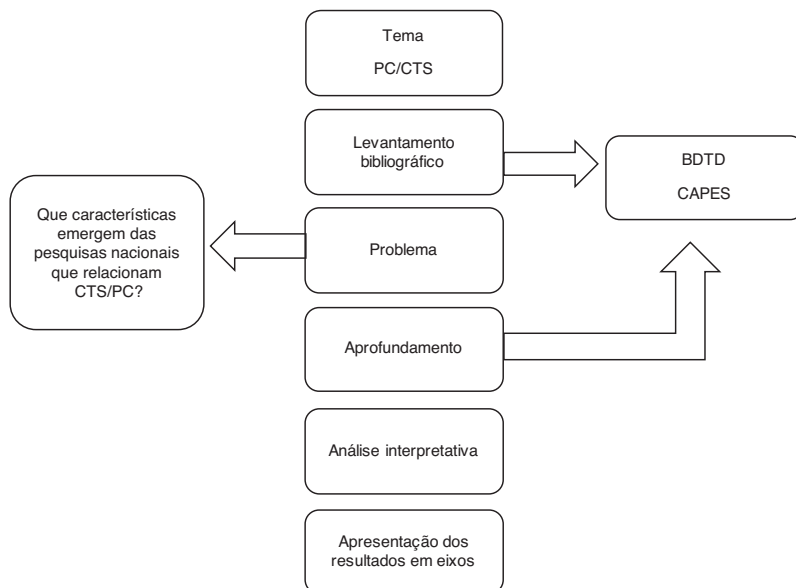 Tema
PC/CTS
Levantamento
bibliográfico
BDTD
CAPES
Que características
emergem das
pesquisas nacionais
que relacionam
CTS/PC?
Problema
Aprofundamento
Análise interpretativa
Apresentação dos
resultados em eixos